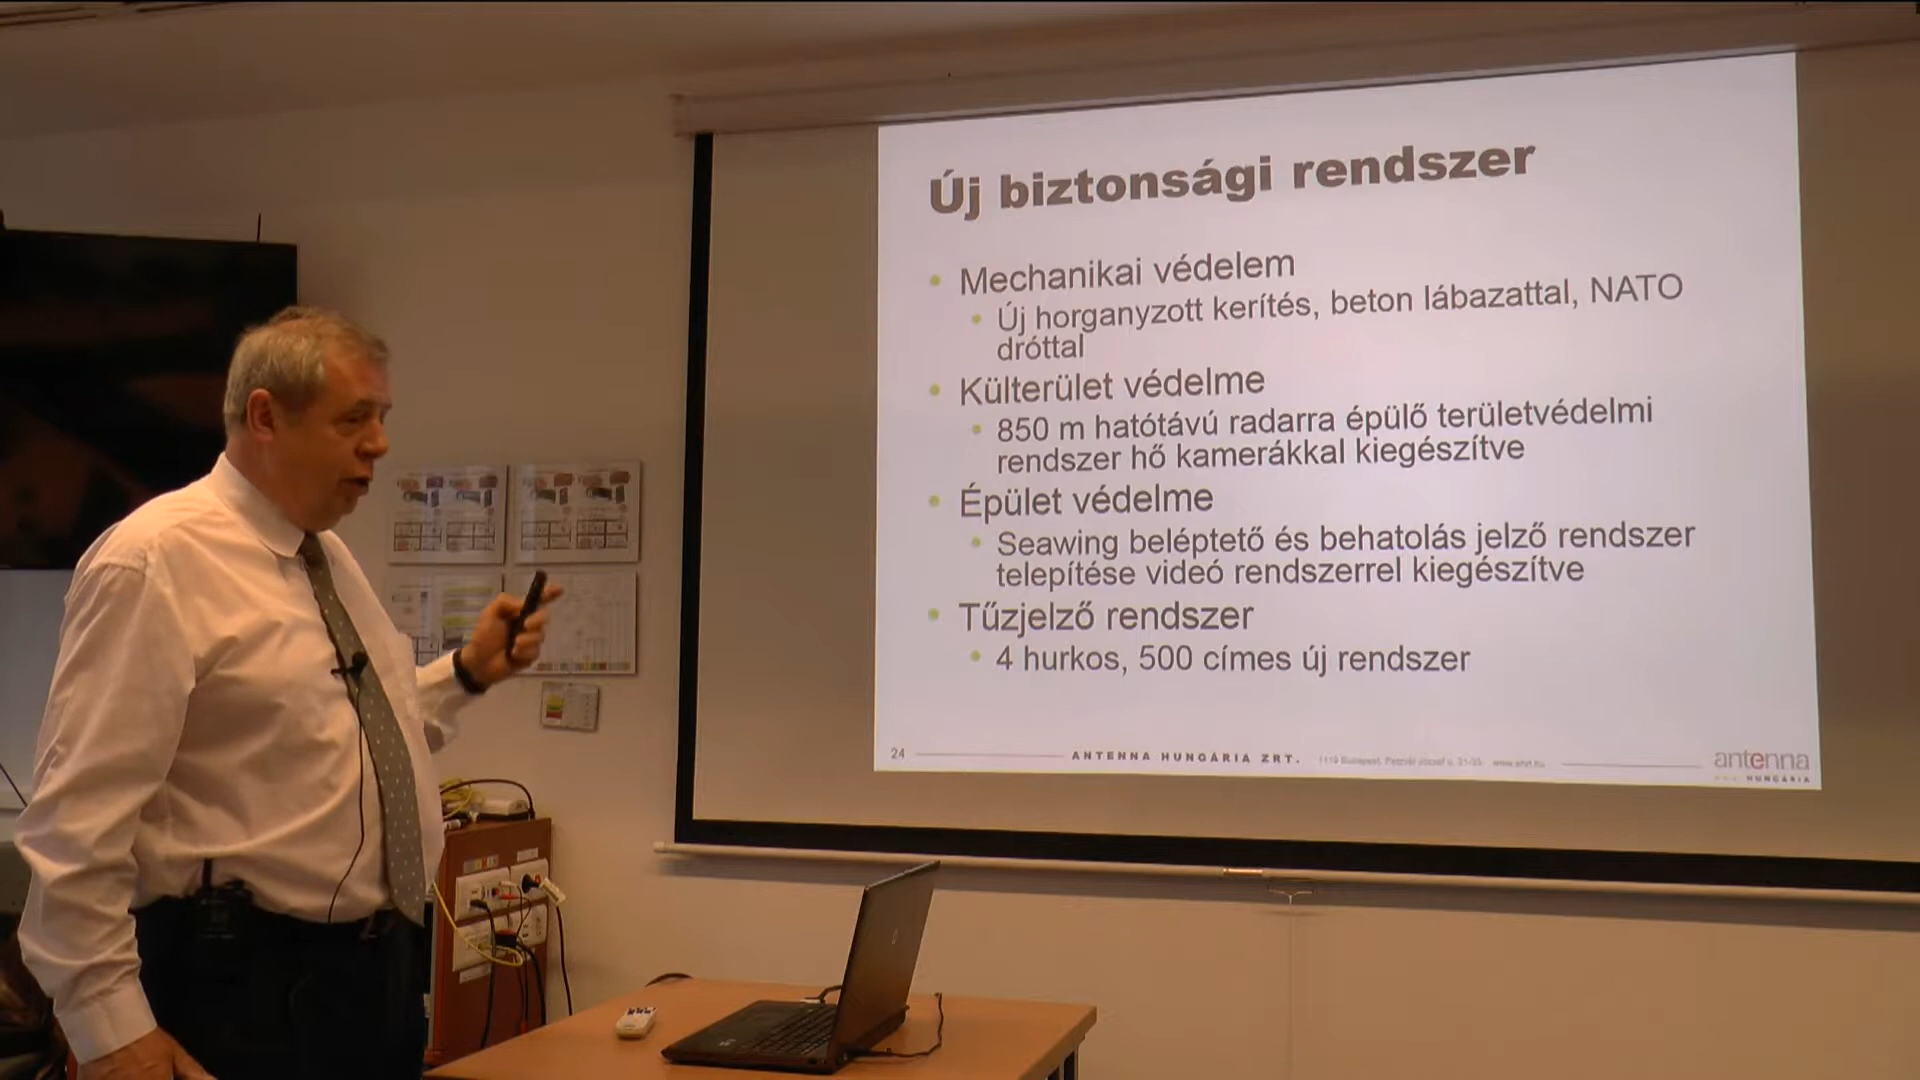 Új biztonsági rendszer
Mechanikai védelem
Új horganyzott kerítés, beton lábazattal, NATO
dróttal
Külterület védelme
850 m hatótávú radarra épülő területvédelmi
rendszer hő kamerákkal kiegészítve
Épület védelme
Seawing beléptető és behatolás jelző rendszer
telepítése videó rendszerrel kiegészítve
Tűzjelző rendszer
4 hurkos, 500 címes új rendszer
24 ANTENNA HUNGÁRIA ZRT.
antenna
HUNGÁRIA